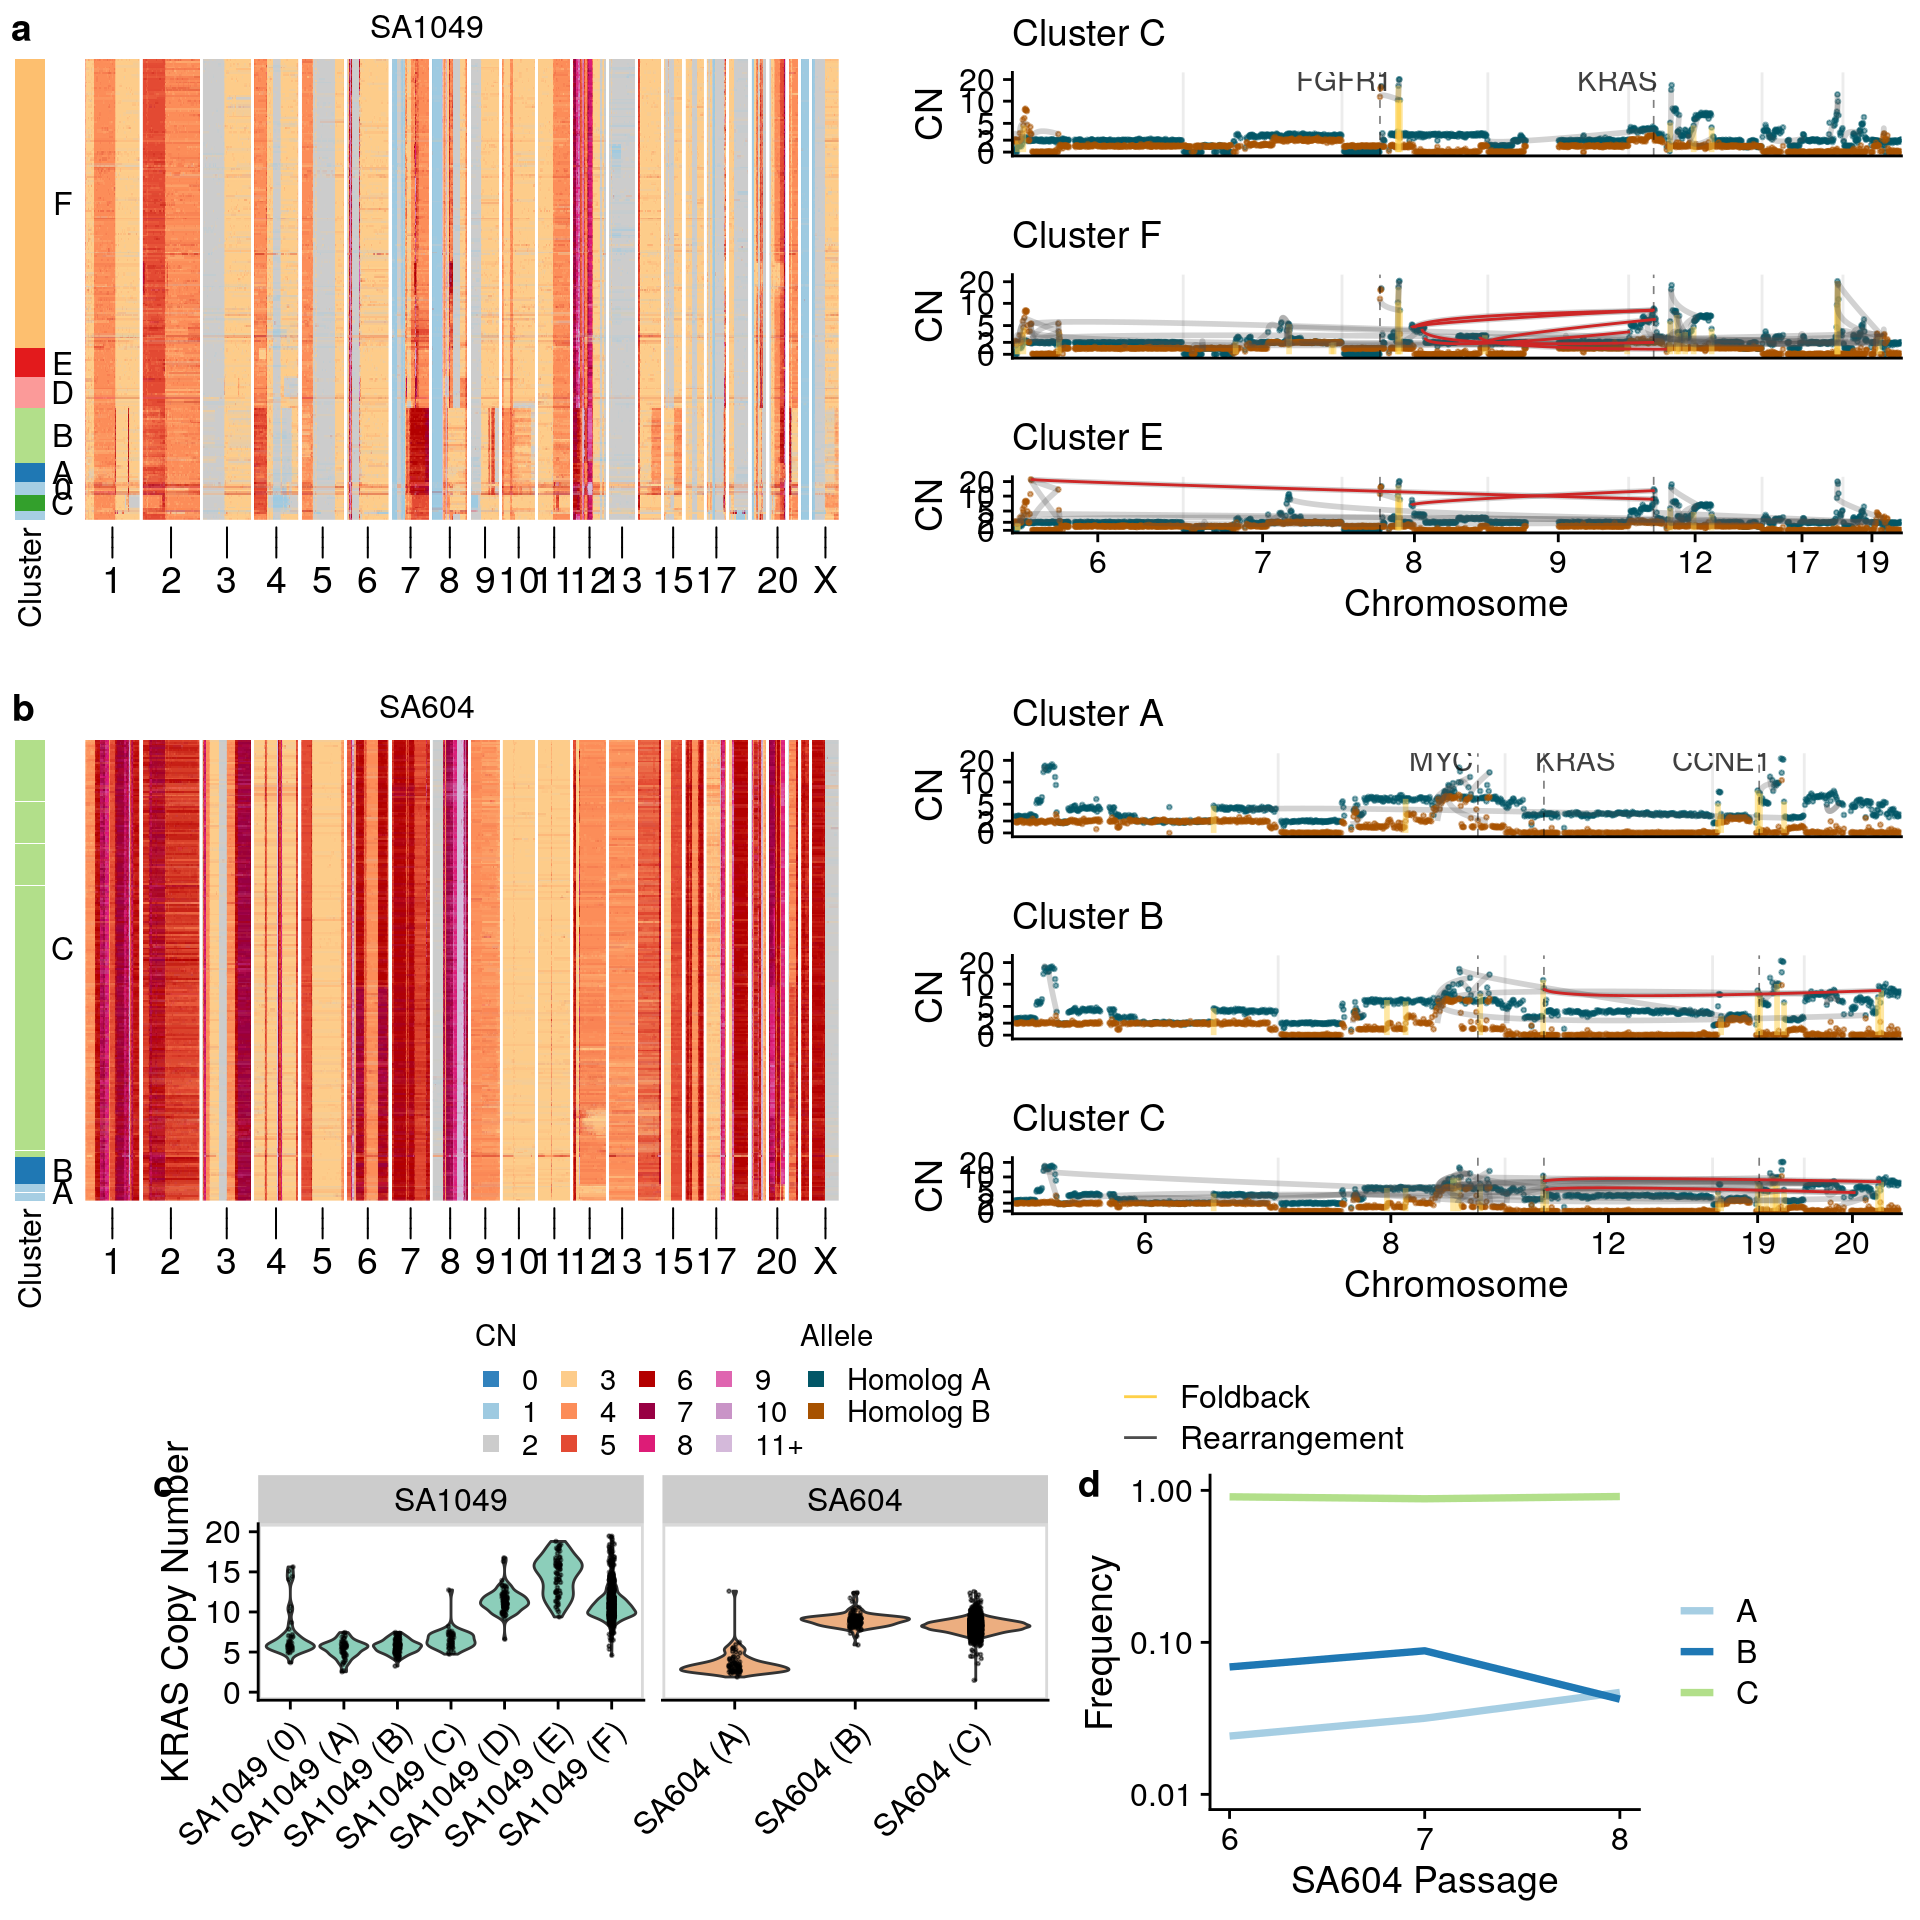 a
SA1049
F
E
D
B
A
0
C
Cluster
1 2 3 4 5 6 7 8 9 10 11 12 13 15 17 20 X
Cluster C
CN
20
10
5
2
0
FGFR1
KRAS
Cluster F
CN
20
10
5
2
0
Cluster E
CN
20
10
5
2
0
6 7 8 9 12 17 19
Chromosome
b
SA604
C
B
A
Cluster
1 2 3 4 5 6 7 8 9 10 11 12 13 15 17 20 X
Cluster A
CN
20
10
5
2
0
MYC
KRAS
CCNE1
Cluster B
CN
20
10
5
2
0
Cluster C
CN
20
10
5
2
0
6 8 12 19 20
Chromosome
CN
0 3 6 9
1 4 7 10
2 5 8 11+
Allele
Homolog A
Homolog B
Foldback
Rearrangement
c
SA1049
SA604
KRAS Copy Number
20
15
10
5
0
SA1049 (0)
SA1049 (A)
SA1049 (B)
SA1049 (C)
SA1049 (D)
SA1049 (E)
SA1049 (F)
SA604 (A)
SA604 (B)
SA604 (C)
d
Frequency
1.00
0.10
0.01
6 7 8
SA604 Passage
A
B
C